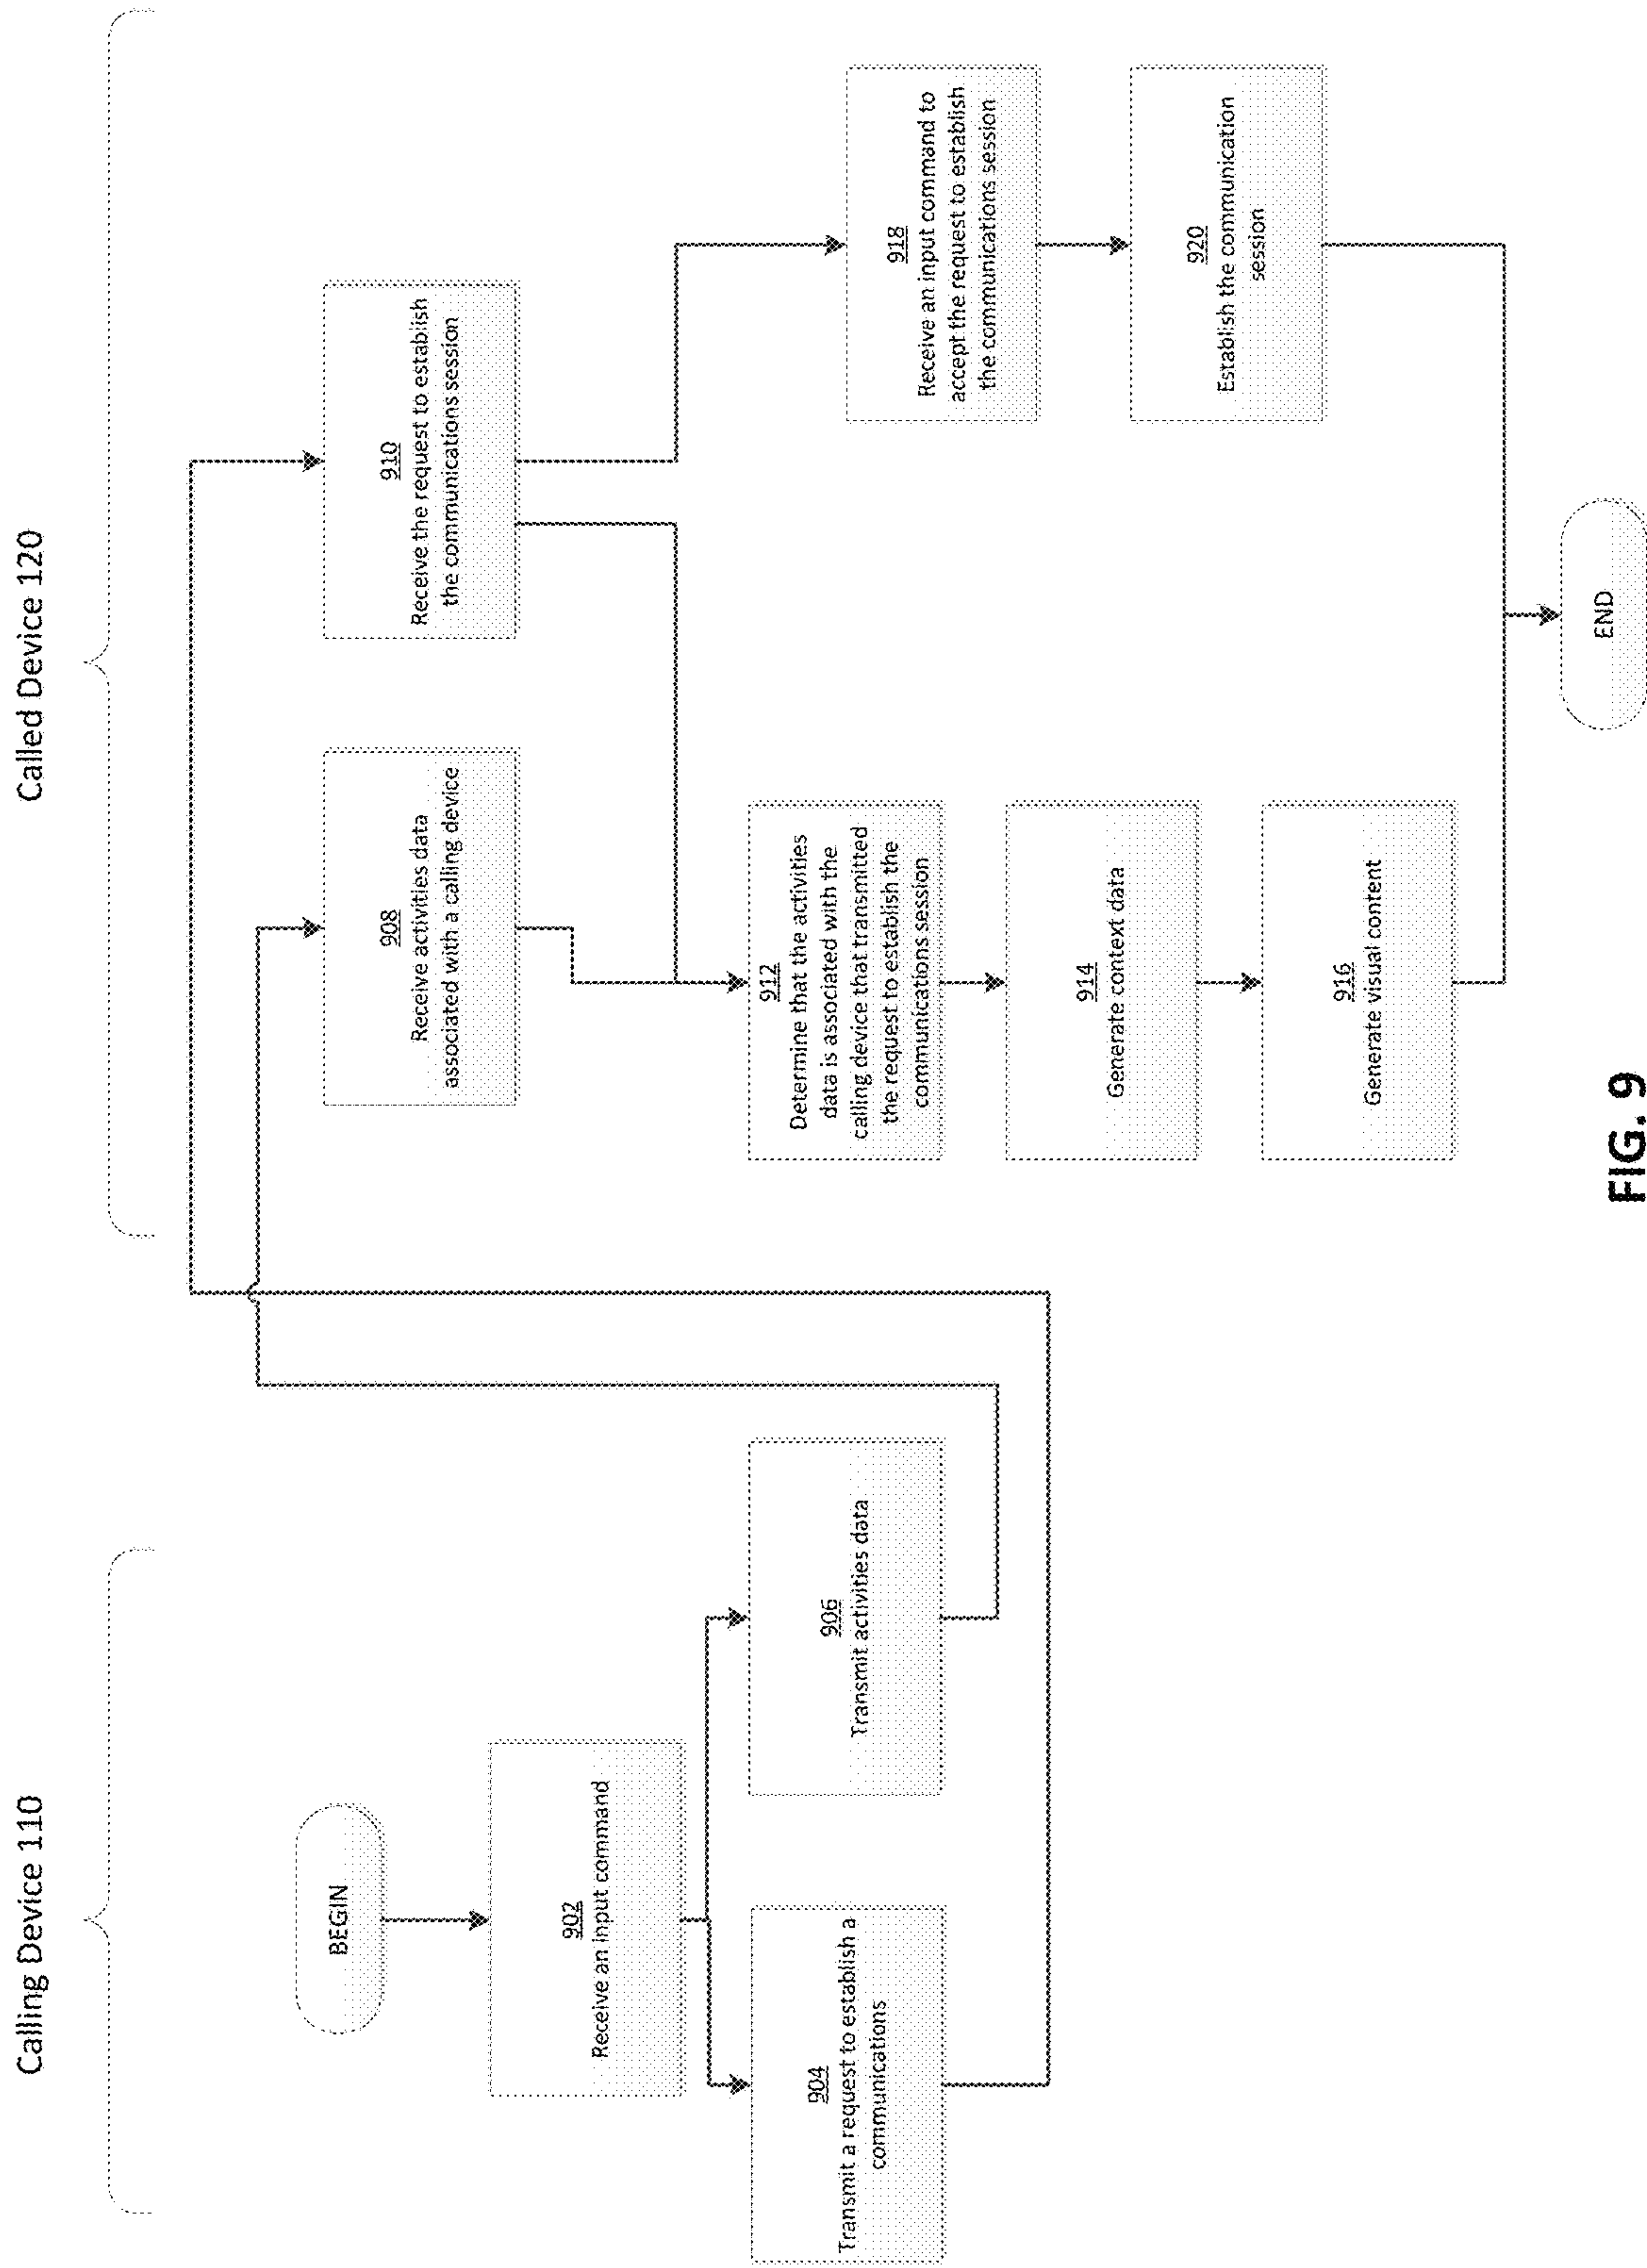 Calling Device 110
Called Device 120
BEGIN
902
Receive an input command
904
Transmit a request to establish a
communications
906
Transmit activities data
908
Receive activities data
associated with a calling device
910
Receive the request to establish
the communications session
912
Determine that the activities
data is associated with the
calling device that transmitted
the request to establish the
communications session
914
Generate context data
916
Generate visual content
918
Receive an input command to
accept the request to establish
the communications session
920
Establish the communication
session
END
FIG. 9